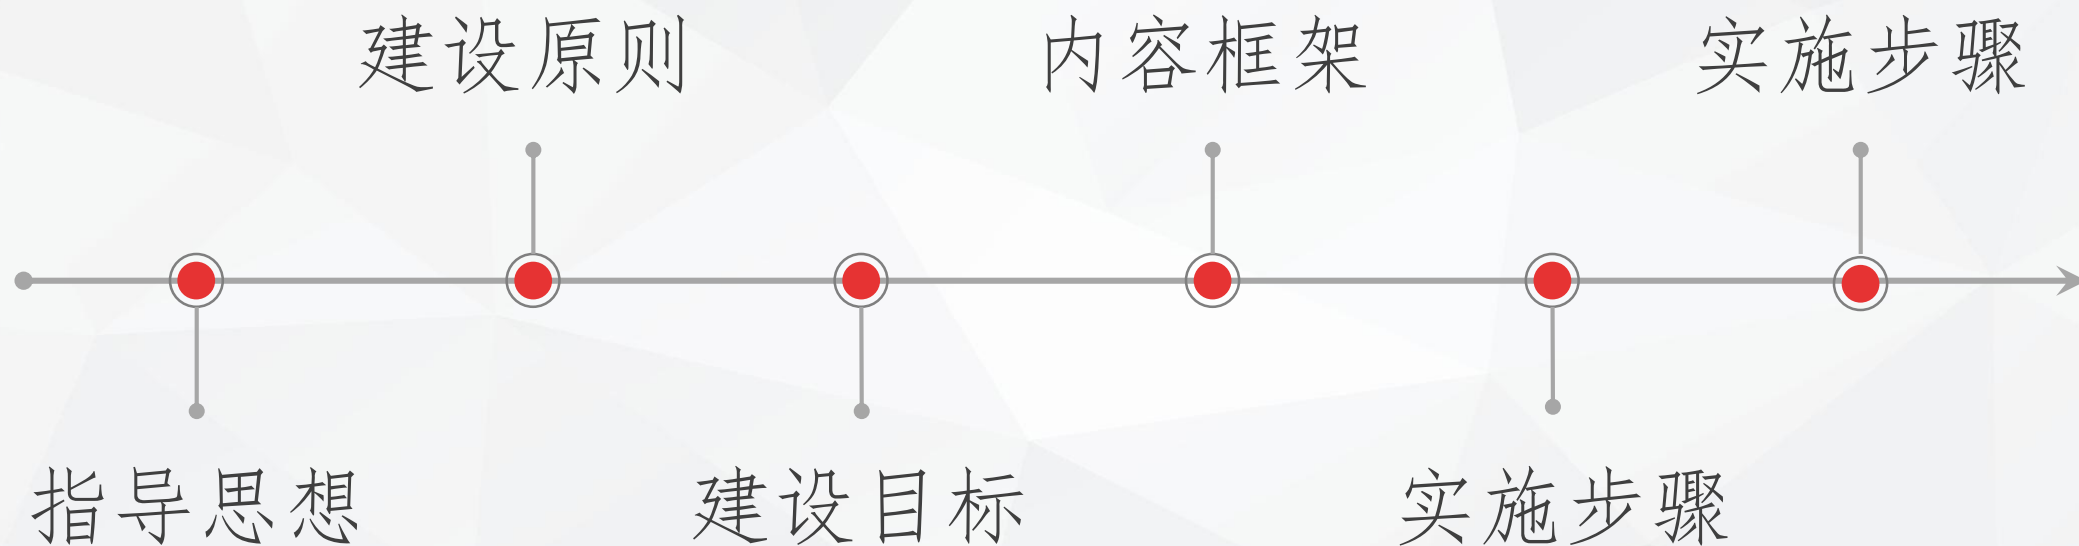 建设原则
内容框架
实施步骤
指导思想
建设目标
实施步骤